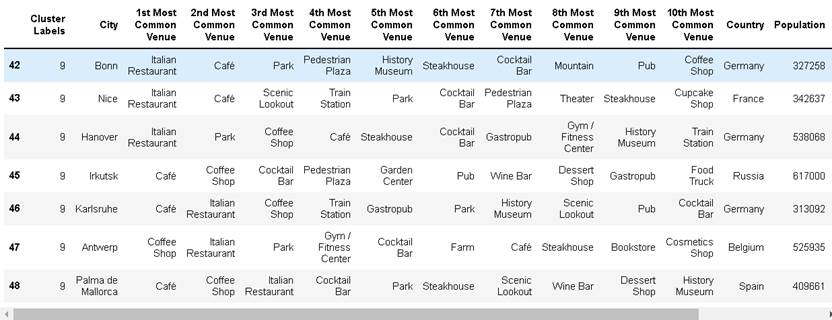 Cluster Labels City 1st Most Common Venue 2nd Most Common Venue 3rd Most Common Venue 4th Most Common Venue 5th Most Common Venue 6th Most Common Venue 7th Most Common Venue 8th Most Common Venue 9th Most Common Venue 10th Most Common Venue Country Population
42 9 Bonn Italian Restaurant Café Park Pedestrian Plaza History Museum Steakhouse Cocktail Bar Mountain Pub Coffee Shop Germany 327258
43 9 Nice Italian Restaurant Café Scenic Lookout Train Station Park Cocktail Bar Pedestrian Plaza Theater Steakhouse Cupcake Shop France 342637
44 9 Hanover Italian Restaurant Park Coffee Shop Café Steakhouse Cocktail Bar Gastropub Gym / Fitness Center History Museum Train Station Germany 538068
45 9 Irkutsk Café Coffee Shop Cocktail Bar Pedestrian Plaza Garden Center Pub Wine Bar Dessert Shop Gastropub Food Truck Russia 617000
46 9 Karlsruhe Café Italian Restaurant Coffee Shop Train Station Gastropub Park History Museum Scenic Lookout Pub Cocktail Bar Germany 313092
47 9 Antwerp Coffee Shop Italian Restaurant Park Gym / Fitness Center Cocktail Bar Farm Café Steakhouse Bookstore Cosmetics Shop Belgium 525935
48 9 Palma de Mallorca Café Coffee Shop Italian Restaurant Cocktail Bar Park Steakhouse Scenic Lookout Wine Bar Dessert Shop History Museum Spain 409661